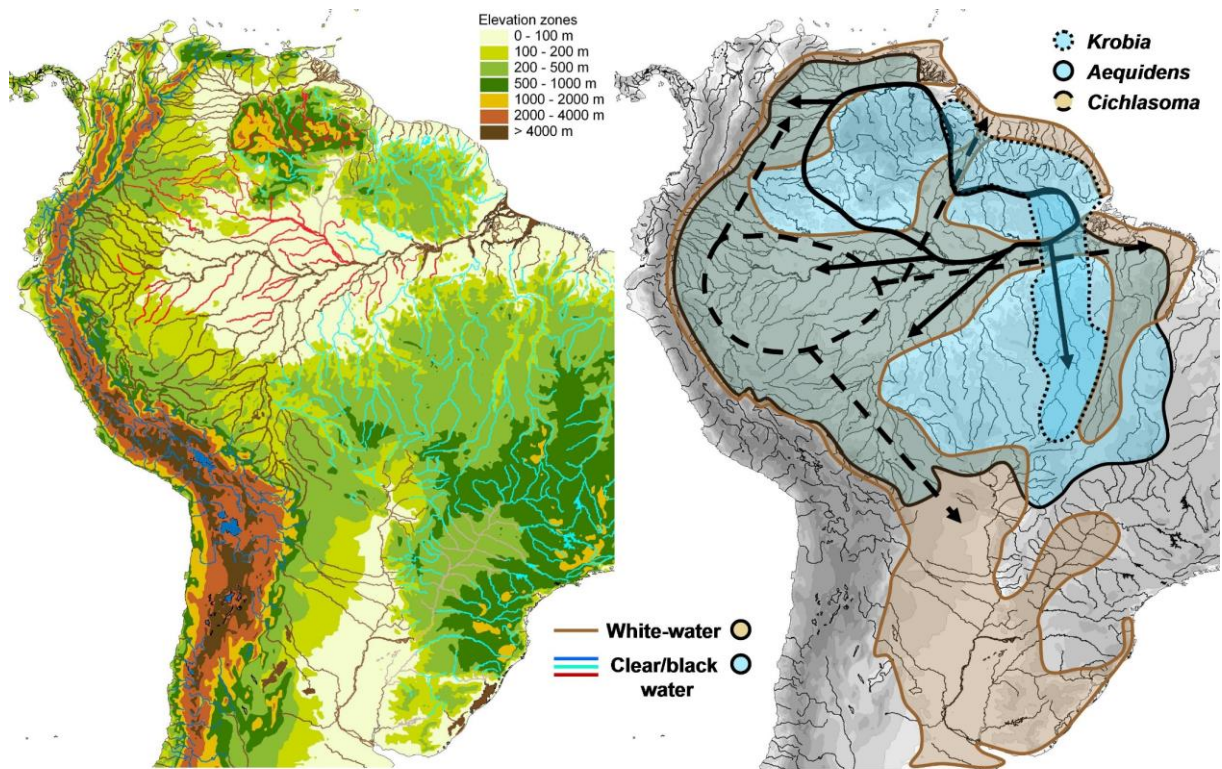 Elevation zones
0 - 100 m
100 - 200 m
200 - 500 m
500 - 1000 m
1000 - 2000 m
2000 - 4000 m
> 4000 m
Krobia
Aequidens
Cichlasoma
White-water
Clear/black
water